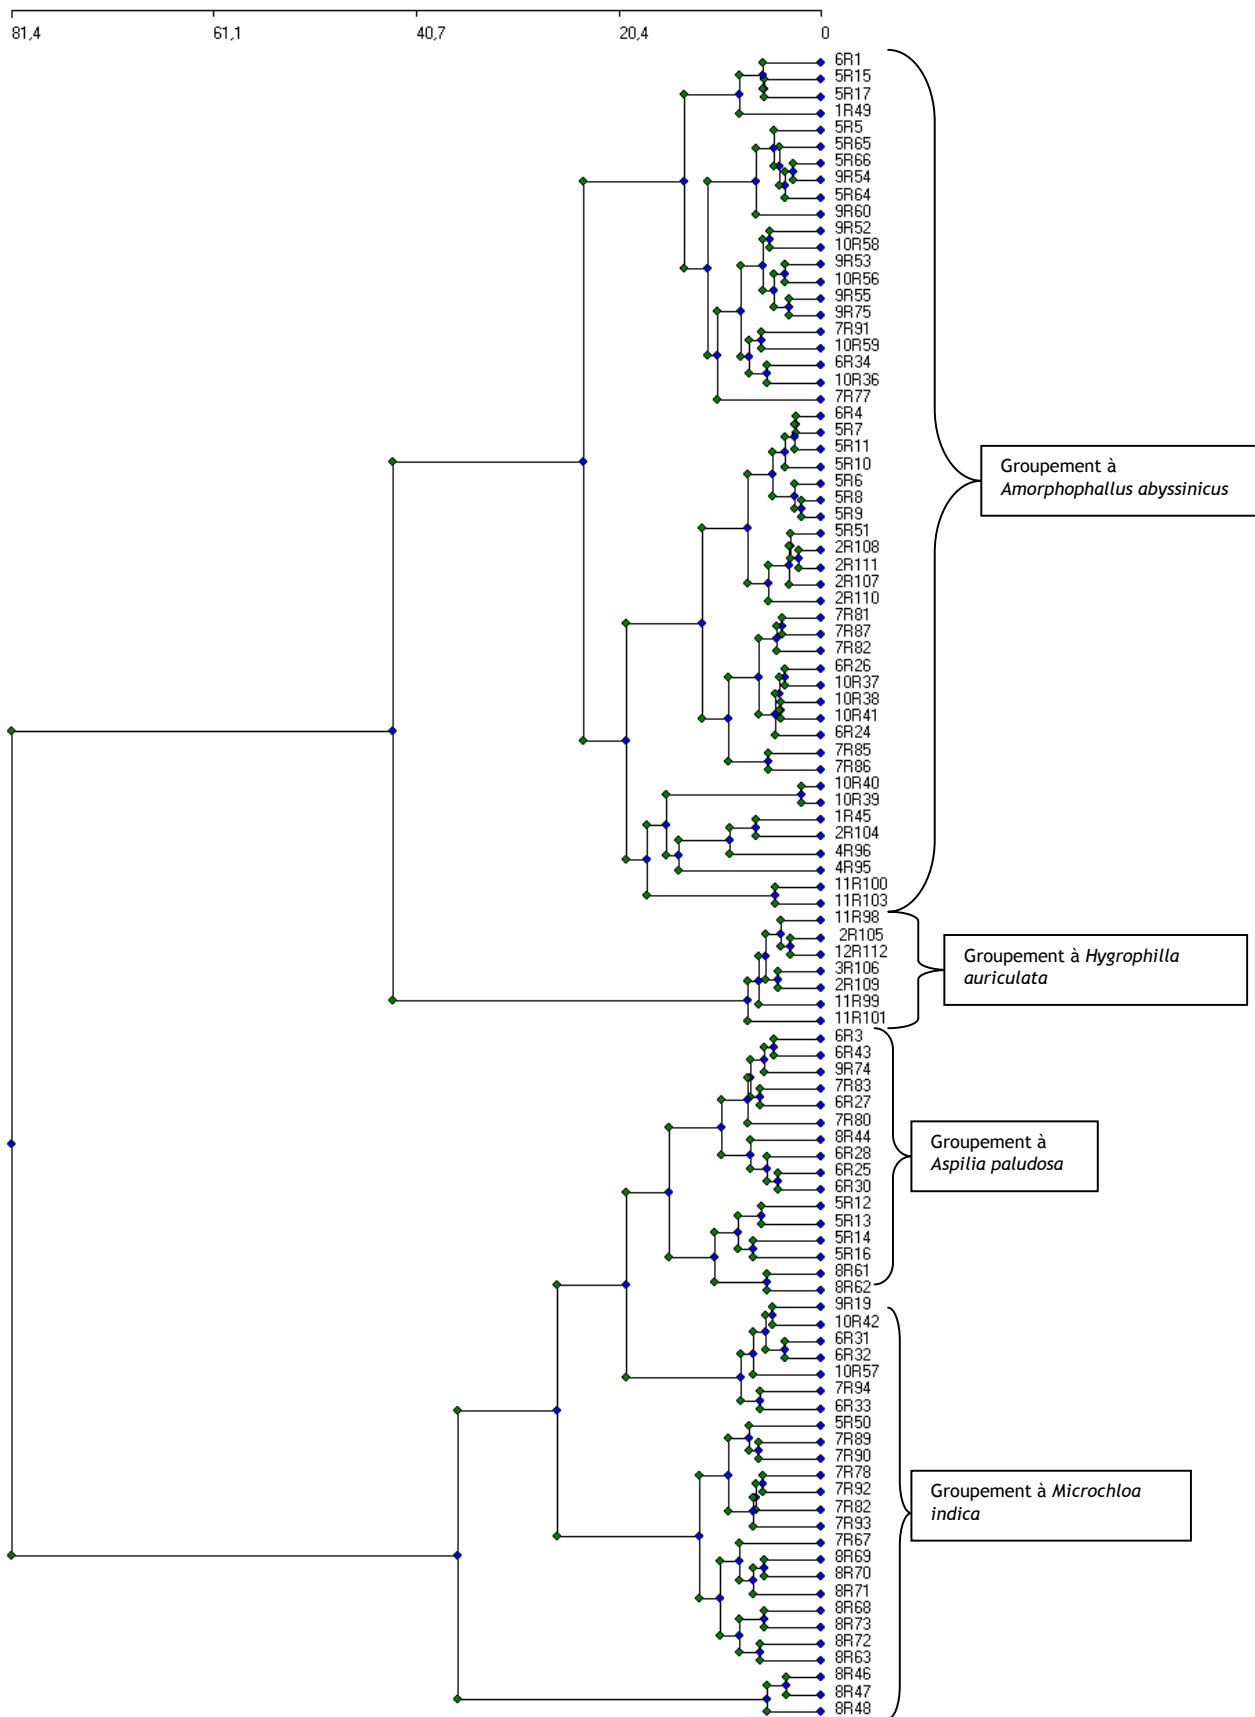 81,4 61,1 40,7 20,4 0
6R1
5R15
5R17
1R49
5R5
5R65
5R66
9R54
5R64
9R60
9R52
10R58
9R53
10R56
9R55
9R75
7R91
10R59
6R34
10R36
7R77
6R4
5R7
5R11
5R10
5R6
5R8
5R9
5R51
2R108
2R111
2R107
2R110
7R81
7R87
7R82
6R26
10R37
10R38
10R41
6R24
7R85
7R86
10R40
10R39
1R45
2R104
4R96
4R95
11R100
11R103
Groupement à
Amorphophallus abyssinicus
11R98
2R105
12R112
3R106
2R109
11R99
11R101
Groupement à Hygrophilla
auriculata
6R3
6R43
9R74
7R83
6R27
7R80
8R44
6R28
6R25
6R30
5R12
5R13
5R14
5R16
8R61
8R62
Groupement à
Aspilia paludosa
9R19
10R42
6R31
6R32
10R57
7R94
6R33
5R50
7R89
7R90
7R78
7R92
7R82
7R93
7R67
8R69
8R70
8R71
8R68
8R73
8R72
8R63
8R46
8R47
8R48
Groupement à Microchloa
indica